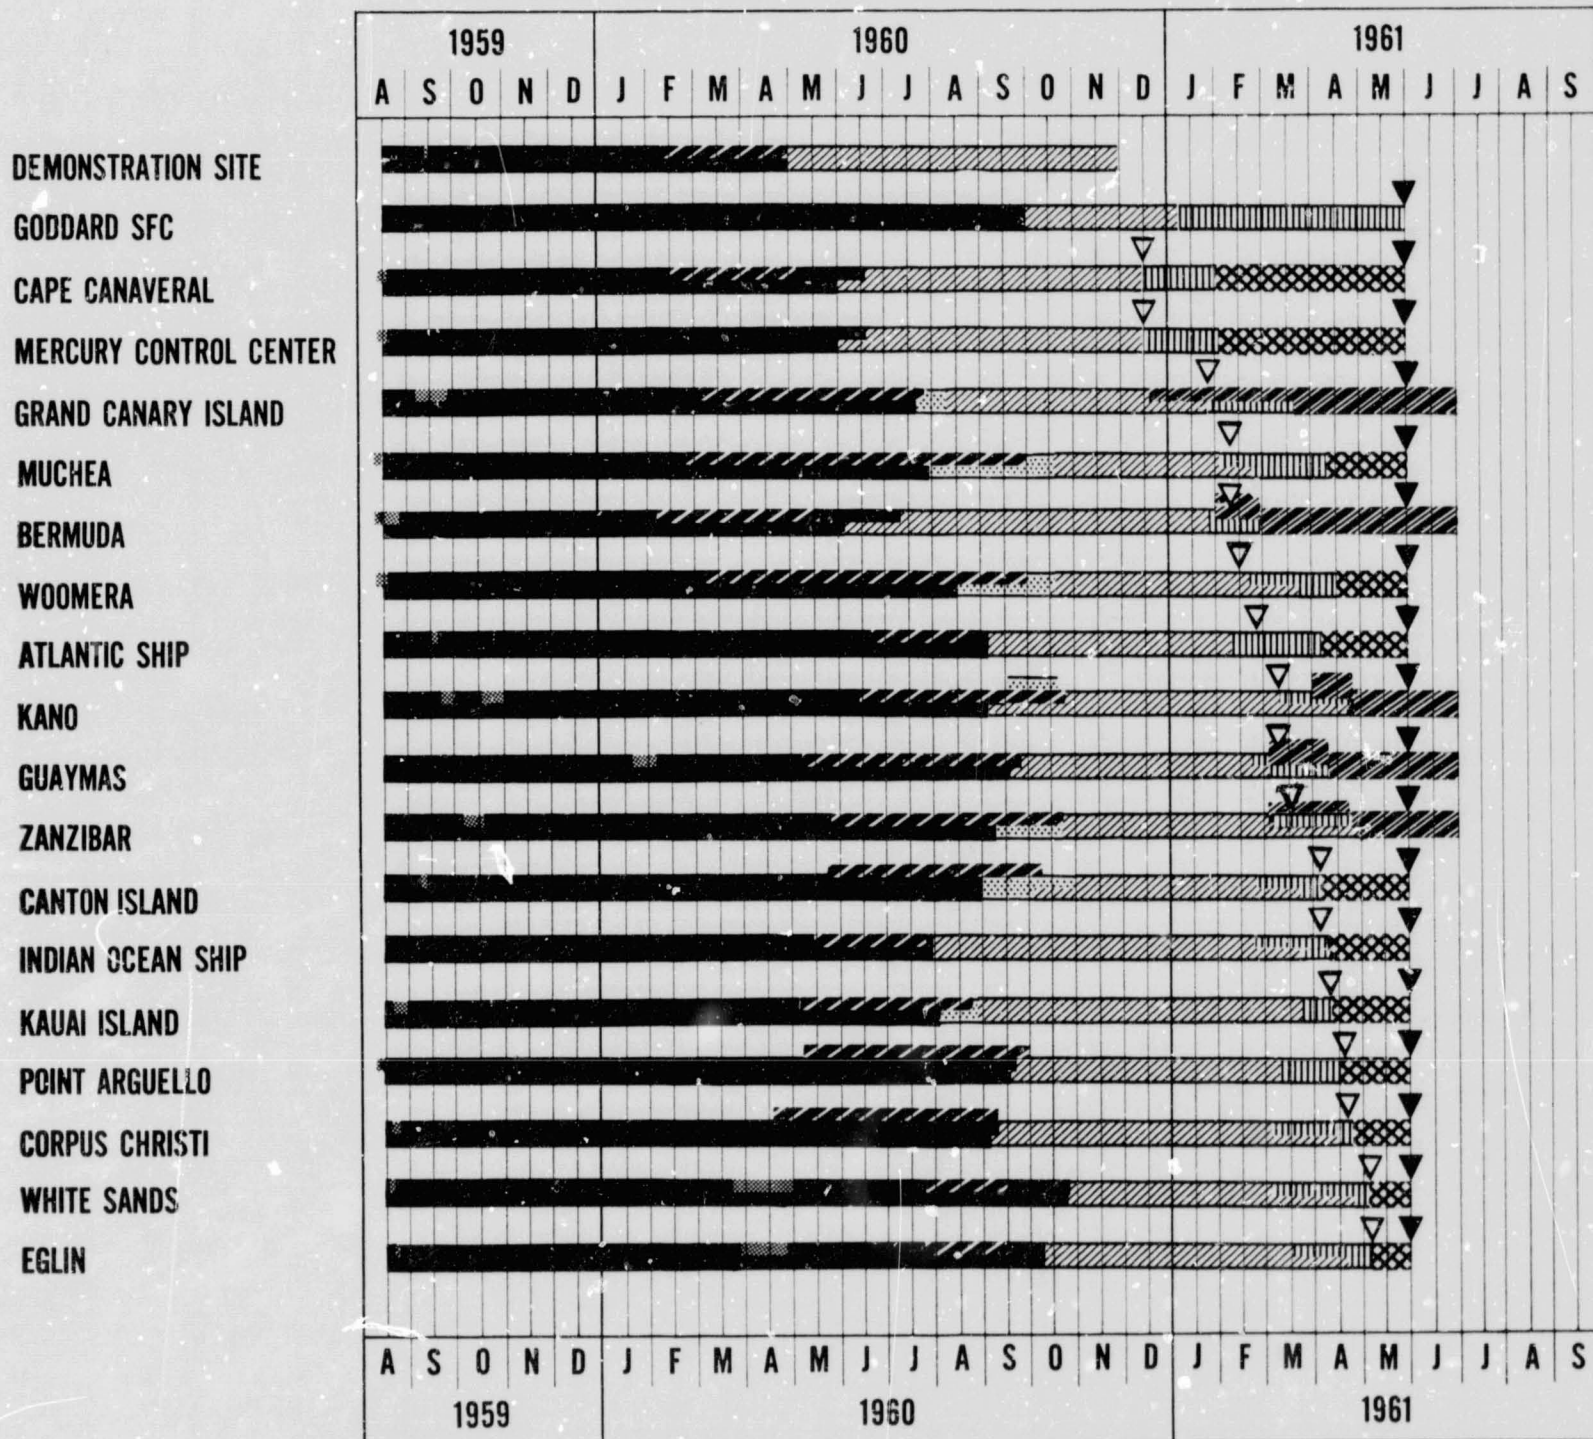 1959 1960 1961
A S O N D J F M A M J J A S O N D J F M A M J J A S
DEMONSTRATION SITE
GODDARD SFC
CAPE CANAVERAL
MERCURY CONTROL CENTER
GRAND CANARY ISLAND
MUCHEA
BERMUDA
WOOMERA
ATLANTIC SHIP
KANO
GUAYMAS
ZANZIBAR
CANTON ISLAND
INDIAN OCEAN SHIP
KAUAI ISLAND
POINT ARGUELLO
CORPUS CHRISTI
WHITE SANDS
EGLIN
A S O N D J F M A M J J A S O N D J F M A M J J A S
1959 1960 1961